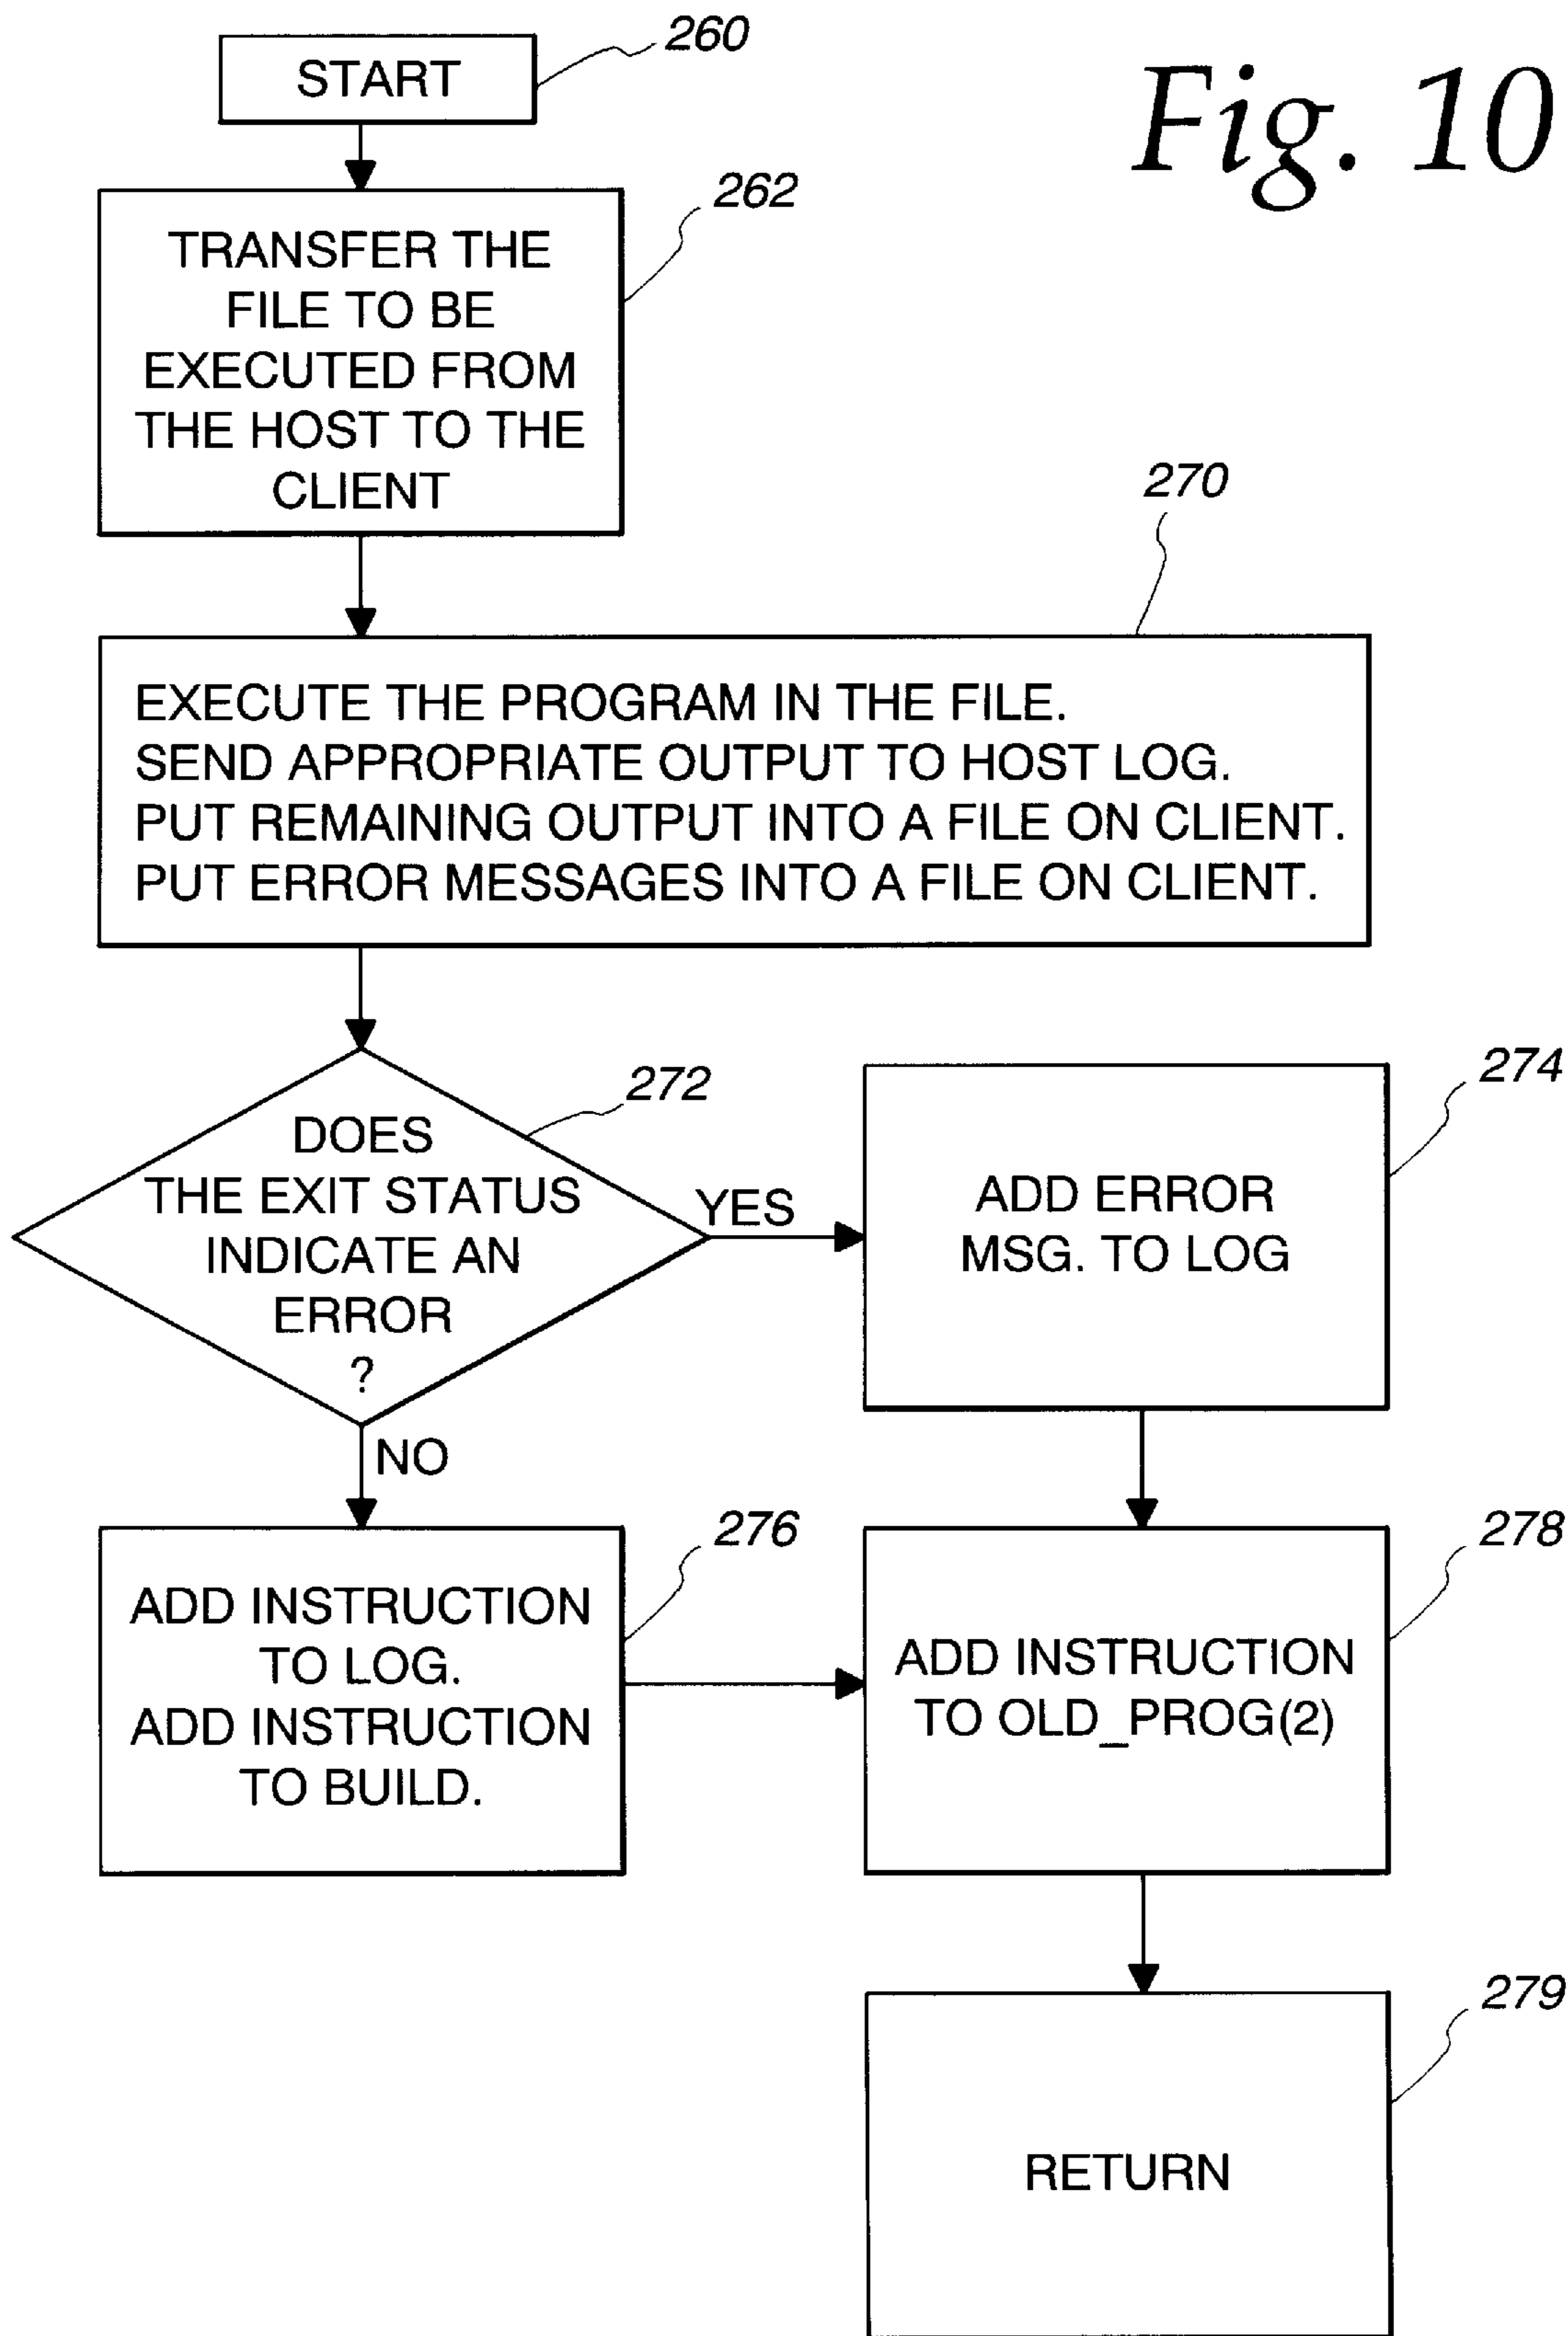 Fig. 10
260
START
262
TRANSFER THE
FILE TO BE
EXECUTED FROM
THE HOST TO THE
CLIENT
270
EXECUTE THE PROGRAM IN THE FILE.
SEND APPROPRIATE OUTPUT TO HOST LOG.
PUT REMAINING OUTPUT INTO A FILE ON CLIENT.
PUT ERROR MESSAGES INTO A FILE ON CLIENT.
272
DOES
THE EXIT STATUS
INDICATE AN
ERROR
?
YES
274
ADD ERROR
MSG. TO LOG
NO
276
ADD INSTRUCTION
TO LOG.
ADD INSTRUCTION
TO BUILD.
278
ADD INSTRUCTION
TO OLD_PROG(2)
279
RETURN